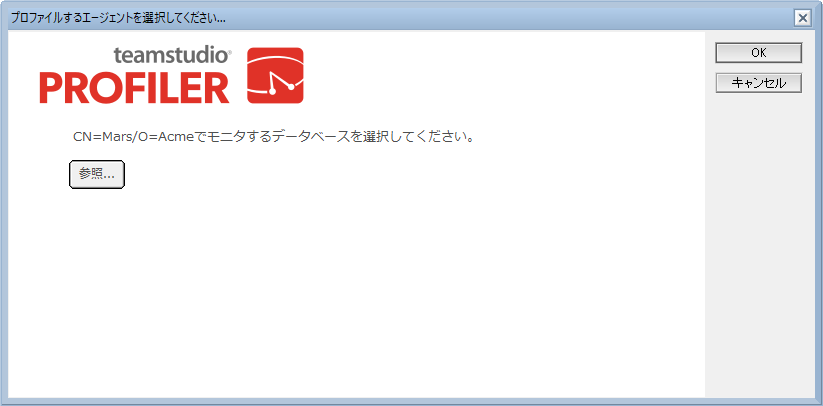 プロファイルするエージェントを選択してください...
teamstudio®
PROFILER
OK
キャンセル
CN=Mars/O=Acmeでモニタするデータベースを選択してください。
参照...